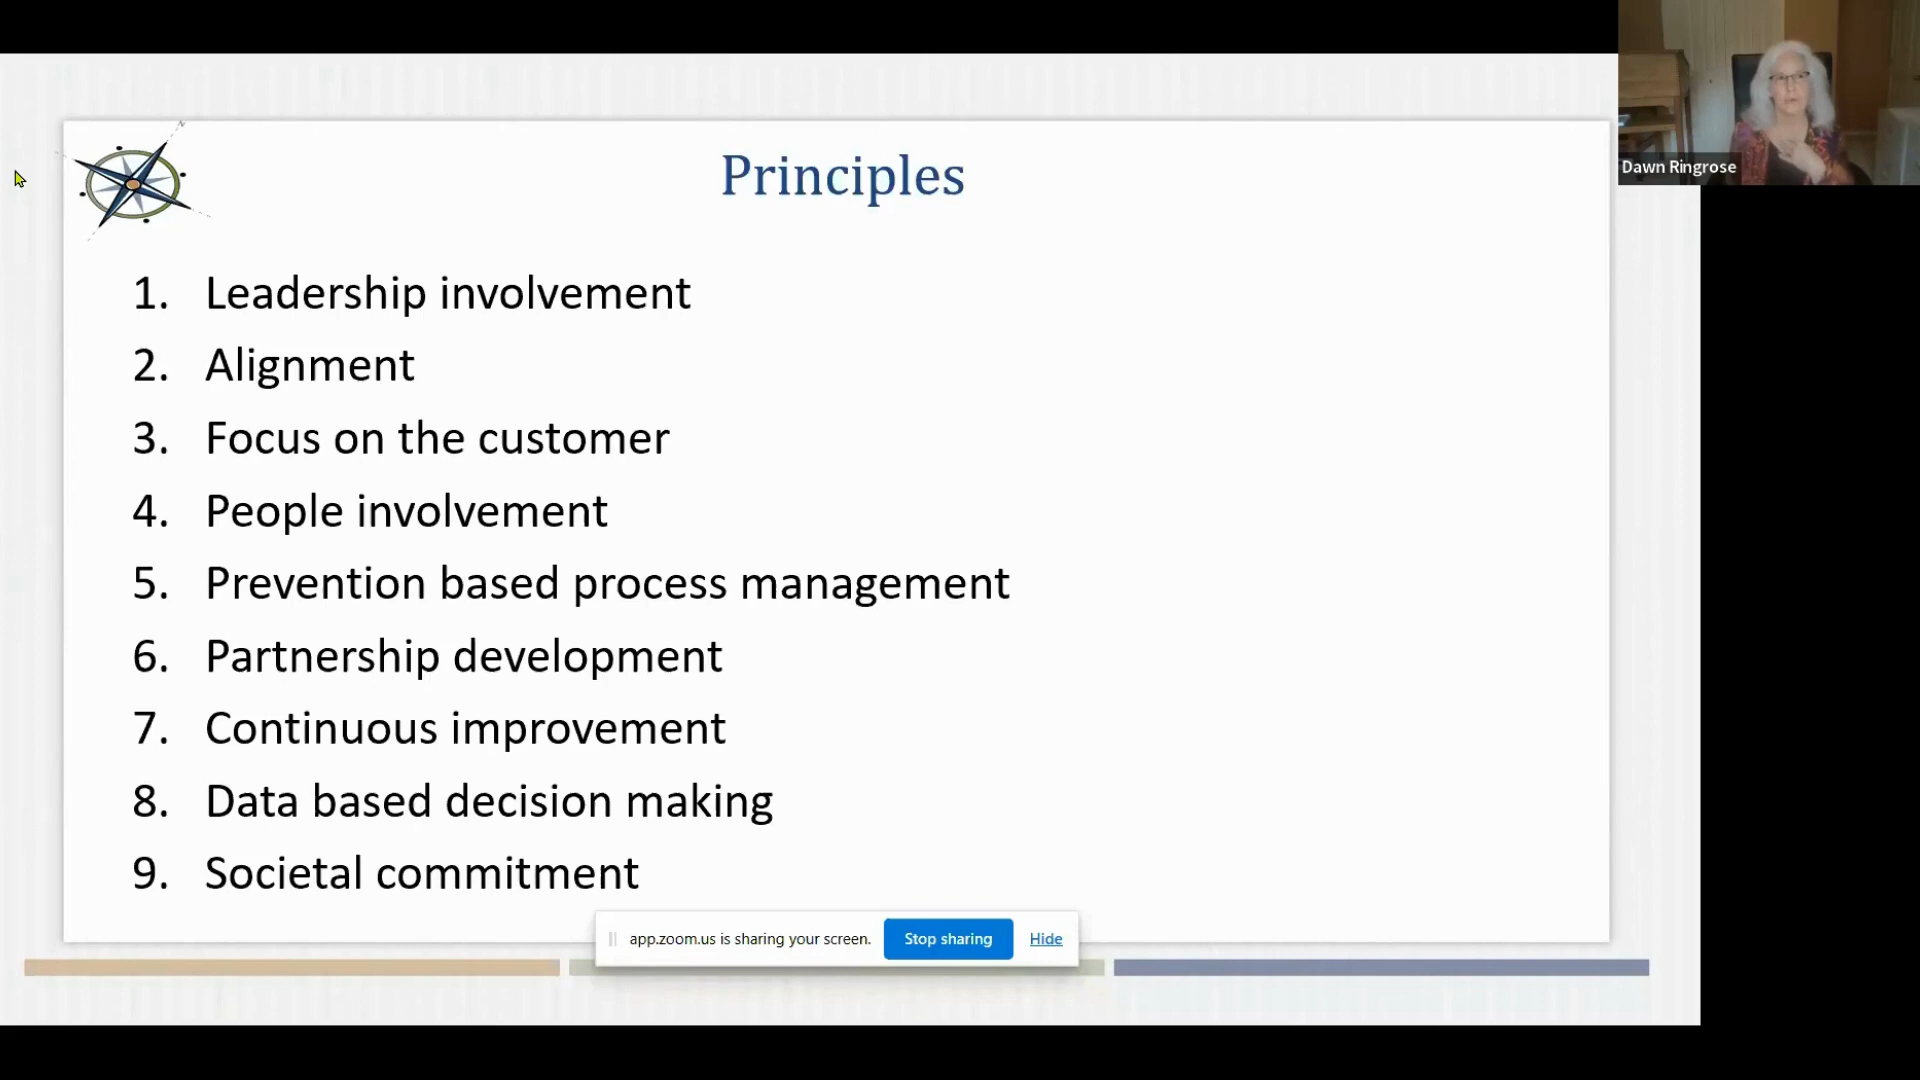 Principles
Dawn Ringrose
1. Leadership involvement
2. Alignment
3. Focus on the customer
4. People involvement
5. Prevention based process management
6. Partnership development
7. Continuous improvement
8. Data based decision making
9. Societal commitment
app.zoom.us is sharing your screen. Stop sharing Hide